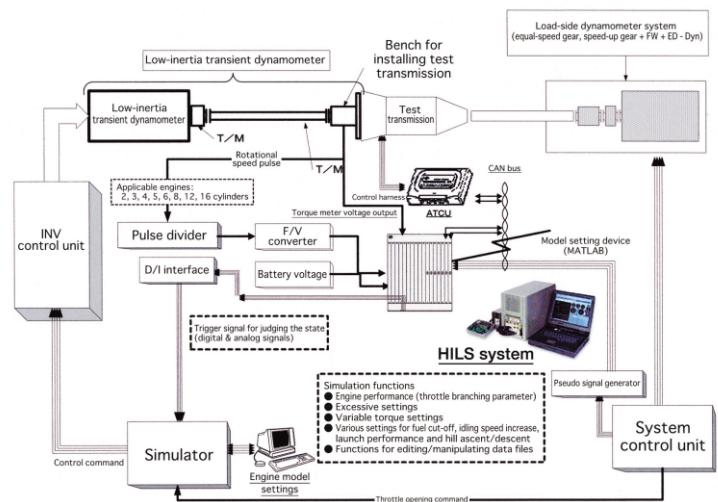 Load-side dynamometer system
(equal-speed gear, speed-up gear + FW + ED - Dyn)
Bench for
installing test
transmission
Low-inertia transient dynamometer
Low-inertia
transient dynamometer
Test
transmission
T/M
T/M
Rotational
speed pulse
CAN bus
Applicable engines:
2, 3, 4, 5, 6, 8, 12, 16 cylinders
Control harness
ATCU
Torque meter voltage output
INV
control unit
Pulse divider
F/V
converter
Model setting device
(MATLAB)
D/I interface
Battery voltage
Trigger signal for judging the state
(digital & analog signals)
HILS system
Simulation functions
● Engine performance (throttle branching parameter)
● Excessive settings
● Variable torque settings
● Various settings for fuel cut-off, idling speed increase,
launch performance and hill ascent/descent
● Functions for editing/manipulating data files
Pseudo signal generator
System
control unit
Simulator
Control command
Engine model
settings
Throttle opening command